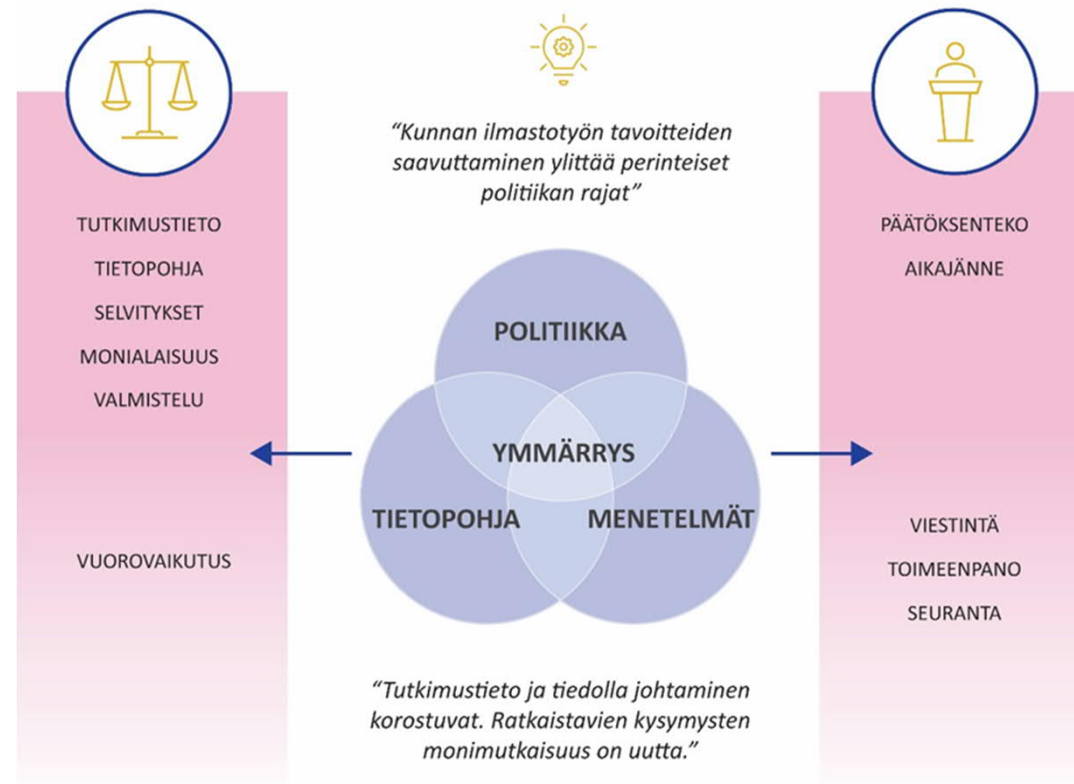 TUTKIMUSTIETO
TIETOPOHJA
SELVITYKSET
MONIALAISUUS
VALMISTELU
VUOROVAIKUTUS
“Kunnan ilmastotyön tavoitteiden
saavuttaminen ylittää perinteiset
politiikan rajat”
POLITIIKKA
YMMÄRRYS
TIETOPOHJA
MENETELMÄT
“Tutkimustieto ja tiedolla johtaminen
korostuvat. Ratkaistavien kysymysten
monimutkaisuus on uutta.”
PÄÄTÖKSENTEKO
AIKAJÄNNE
VIESTINTÄ
TOIMEENPANO
SEURANTA